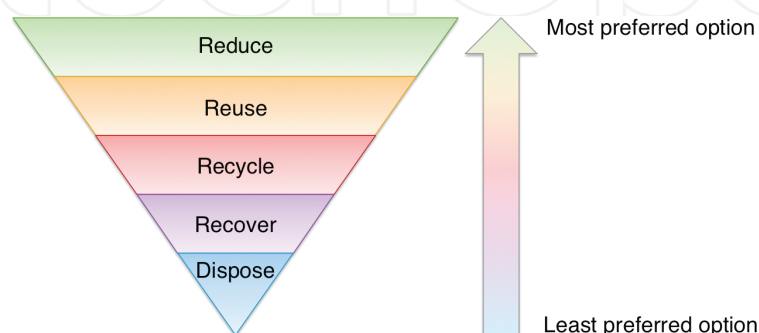 Reduce
Most preferred option
Reuse
Recycle
Recover
Dispose
Least preferred option